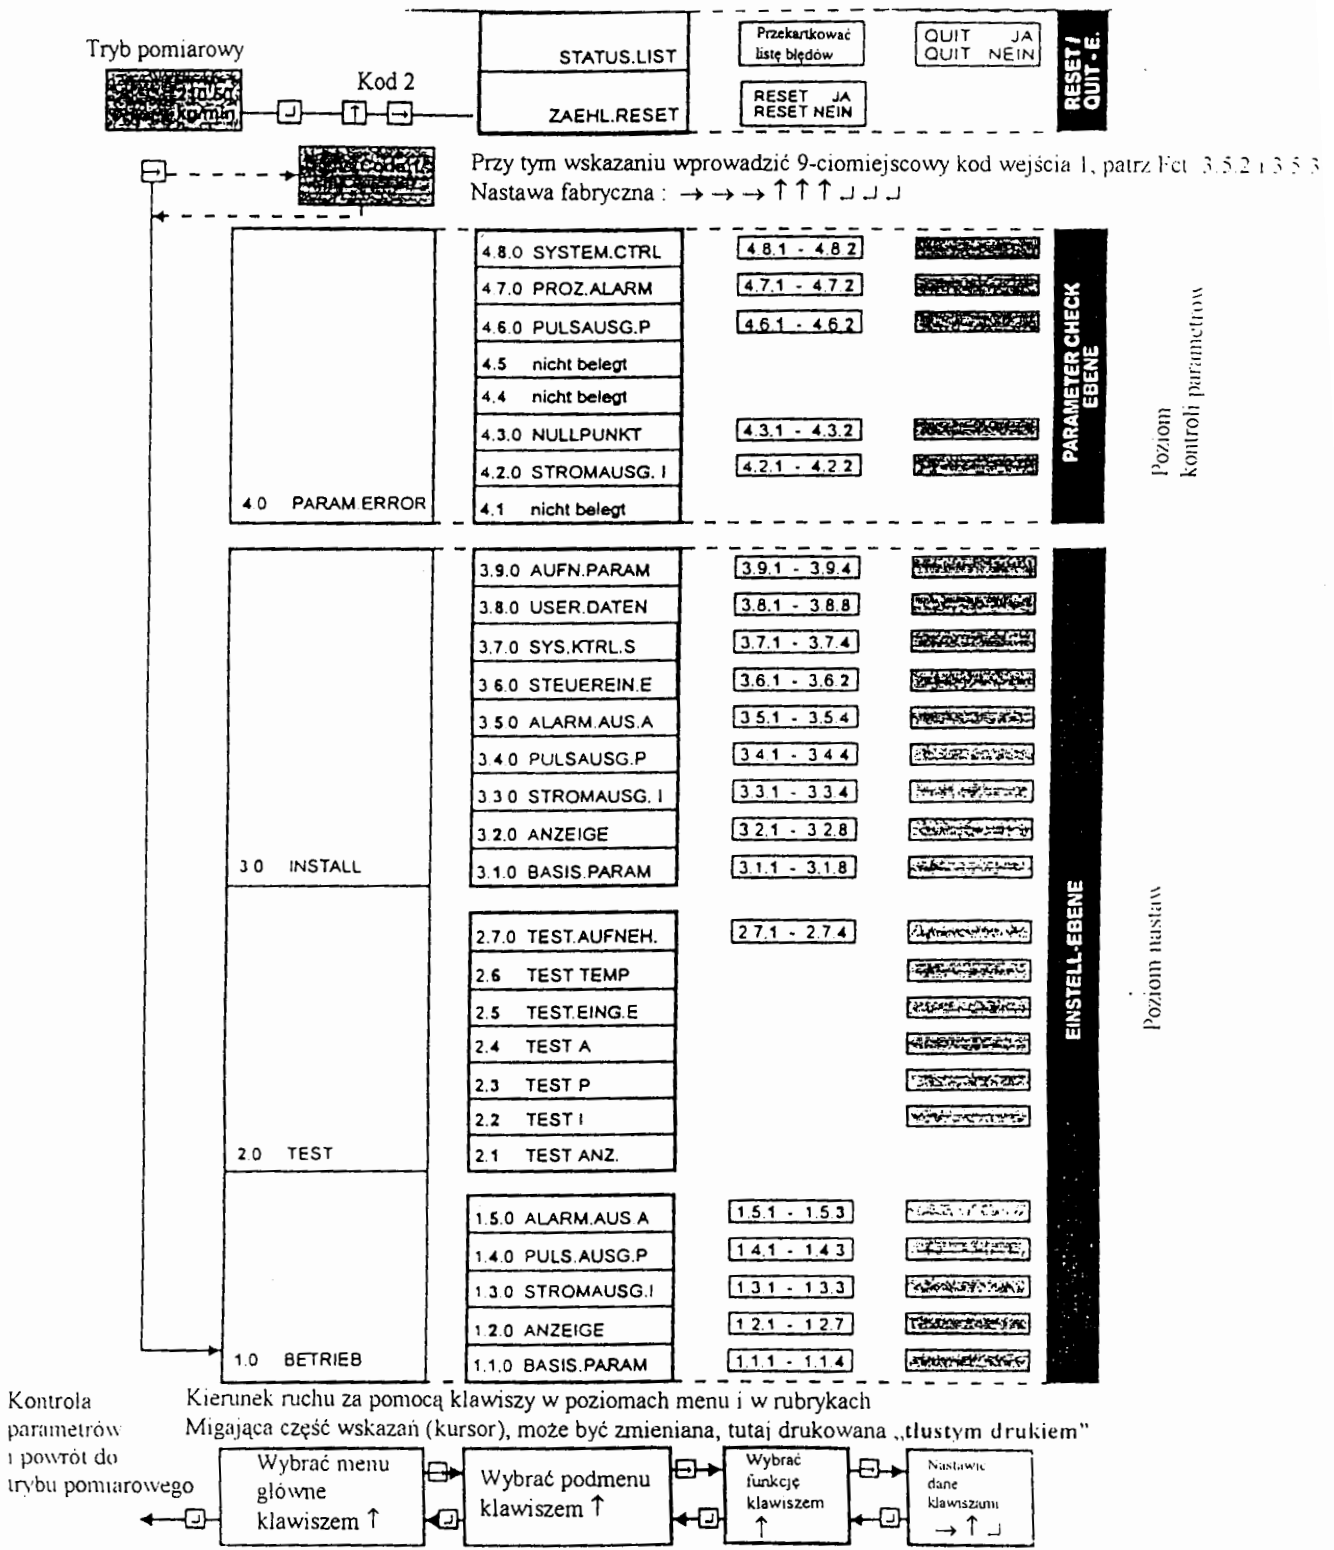 Tryb pomiarowy
kg/min
Kod 2
STATUS.LIST
Przekartkować
listę błędów
QUIT JA
QUIT NEIN
ZAEHL.RESET
RESET JA
RESET NEIN
RESET /
QUIT - E.
Przy tym wskazaniu wprowadzić 9-ciomiejscowy kod wejścia 1, patrz Fct 3.5.2 i 3.5.3
Nastawa fabryczna : → → → ↑ ↑ ↑ ↵ ↵ ↵
4.8.0 SYSTEM.CTRL
4.8.1 - 4.8 2
4.7.0 PROZ.ALARM
4.7.1 - 4.7.2
4.6.0 PULSAUSG.P
4.6.1 - 4.6.2
4.5 nicht belegt
4.4 nicht belegt
4.3.0 NULLPUNKT
4.3.1 - 4.3.2
4.2.0 STROMAUSG. I
4.2.1 - 4.2 2
4.0 PARAM.ERROR
4.1 nicht belegt
PARAMETER CHECK
EBENE
Poziom
kontroli parametrów
3.9.0 AUFN.PARAM
3.9.1 - 3.9.4
3.8.0 USER.DATEN
3.8.1 - 3.8.8
3.7.0 SYS.KTRL.S
3.7.1 - 3.7.4
3 6.0 STEUEREIN.E
3.6.1 - 3.6.2
3 5 0 ALARM.AUS.A
3 5.1 - 3.5.4
3.4.0 PULSAUSG.P
3 4.1 - 3 4 4
3 3 0 STROMAUSG. I
3.3.1 - 3.3.4
3.2.0 ANZEIGE
3 2.1 - 3 2.8
3 0 INSTALL
3.1.0 BASIS.PARAM
3.1.1 - 3.1.8
2.7.0 TEST.AUFNEH.
2 7.1 - 2.7.4
2.6 TEST TEMP
2.5 TEST.EING.E
2.4 TEST A
2.3 TEST P
2.2 TEST I
2.0 TEST
2.1 TEST ANZ.
1.5.0 ALARM.AUS A
1.5.1 - 1.5.3
1.4.0 PULS.AUSG.P
1 4.1 - 1.4 3
1.3.0 STROMAUSG.I
1 3.1 - 1 3.3
1.2.0 ANZEIGE
1 2.1 - 1 2.7
1.0 BETRIEB
1.1.0 BASIS.PARAM
1.1.1 - 1.1.4
EINSTELL-EBENE
Poziom nastaw
Kontrola
parametrów
i powrót do
trybu pomiarowego
Kierunek ruchu za pomocą klawiszy w poziomach menu i w rubrykach
Migająca część wskazań (kursor), może być zmieniana, tutaj drukowana „tłustym drukiem”
Wybrać menu
główne
klawiszem ↑
Wybrać podmenu
klawiszem ↑
Wybrać
funkcję
klawiszem
↑
Nastawić
dane
klawiszami
→ ↑ ↵